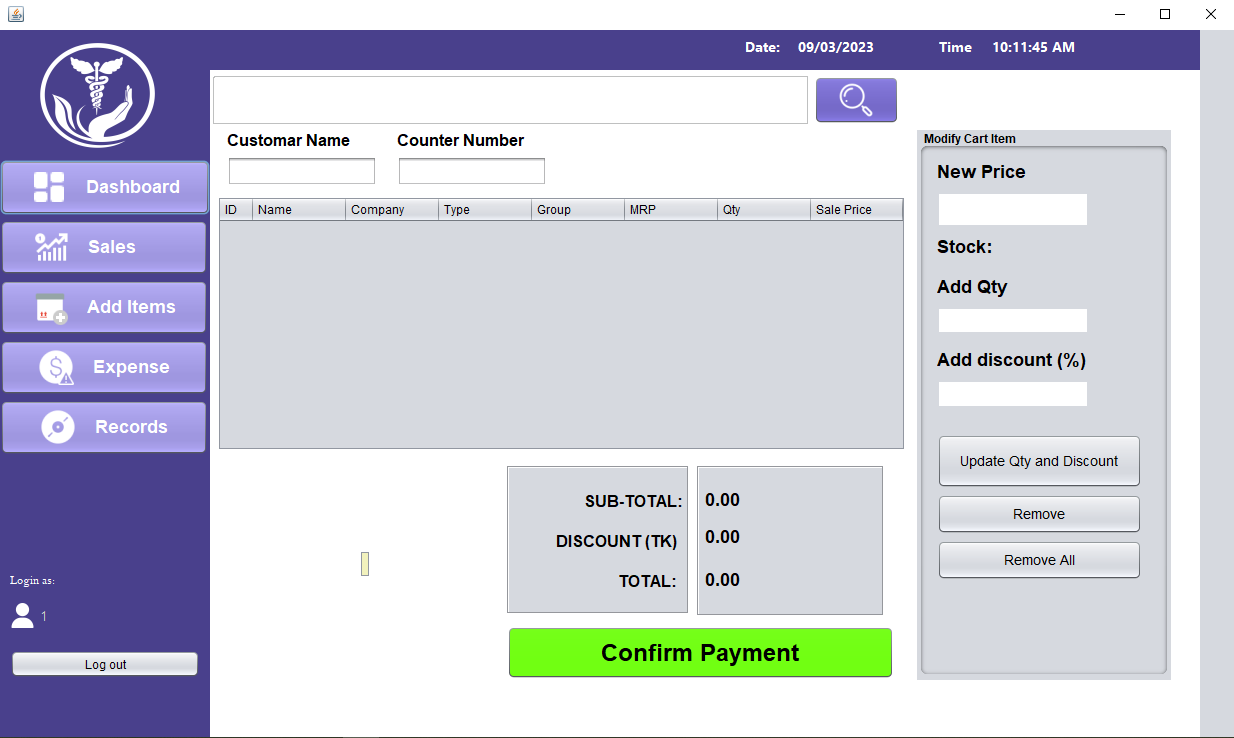 Date: 09/03/2023 Time 10:11:45 AM
Dashboard
Sales
Add Items
Expense
Records
Login as:
1
Log out
Customar Name Counter Number
ID Name Company Type Group MRP Qty Sale Price
SUB-TOTAL: 0.00
DISCOUNT (TK) 0.00
TOTAL: 0.00
Confirm Payment
Modify Cart Item
New Price
Stock:
Add Qty
Add discount (%)
Update Qty and Discount
Remove
Remove All